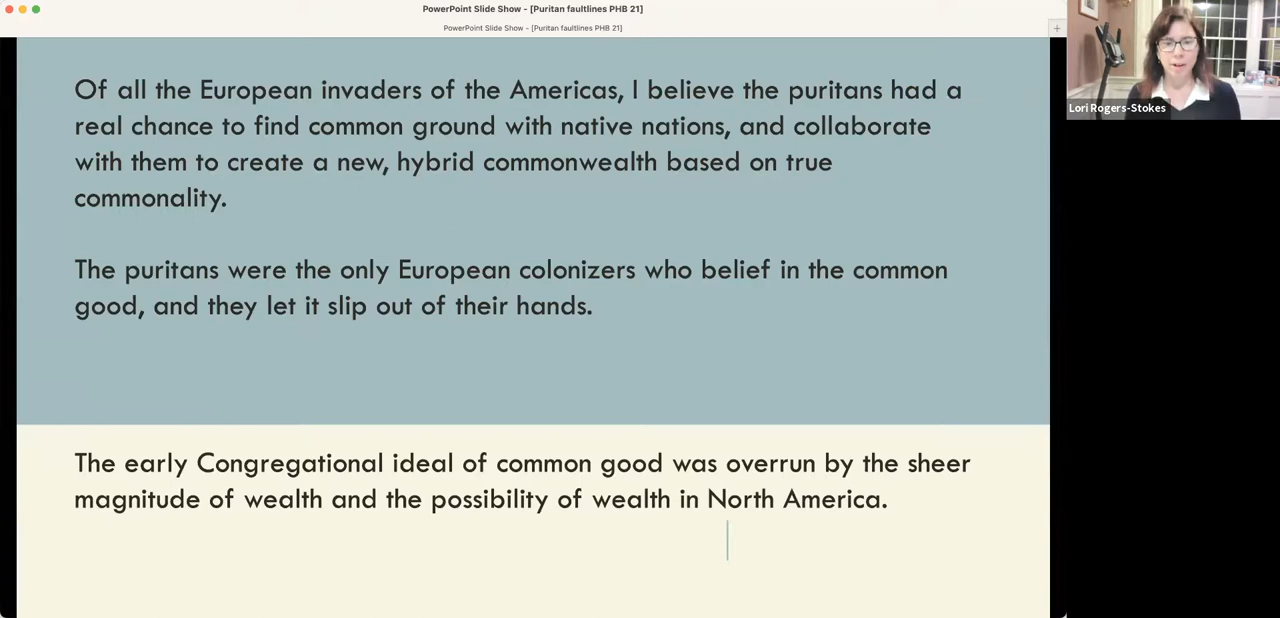 PowerPoint Slide Show - [Puritan faultlines PHB 21]
PowerPoint Slide Show - [Puritan faultlines PHB 21]
Of all the European invaders of the Americas, I believe the puritans had a
real chance to find common ground with native nations, and collaborate
with them to create a new, hybrid commonwealth based on true
commonality.
The puritans were the only European colonizers who belief in the common
good, and they let it slip out of their hands.
The early Congregational ideal of common good was overrun by the sheer
magnitude of wealth and the possibility of wealth in North America.
Lori Rogers-Stokes